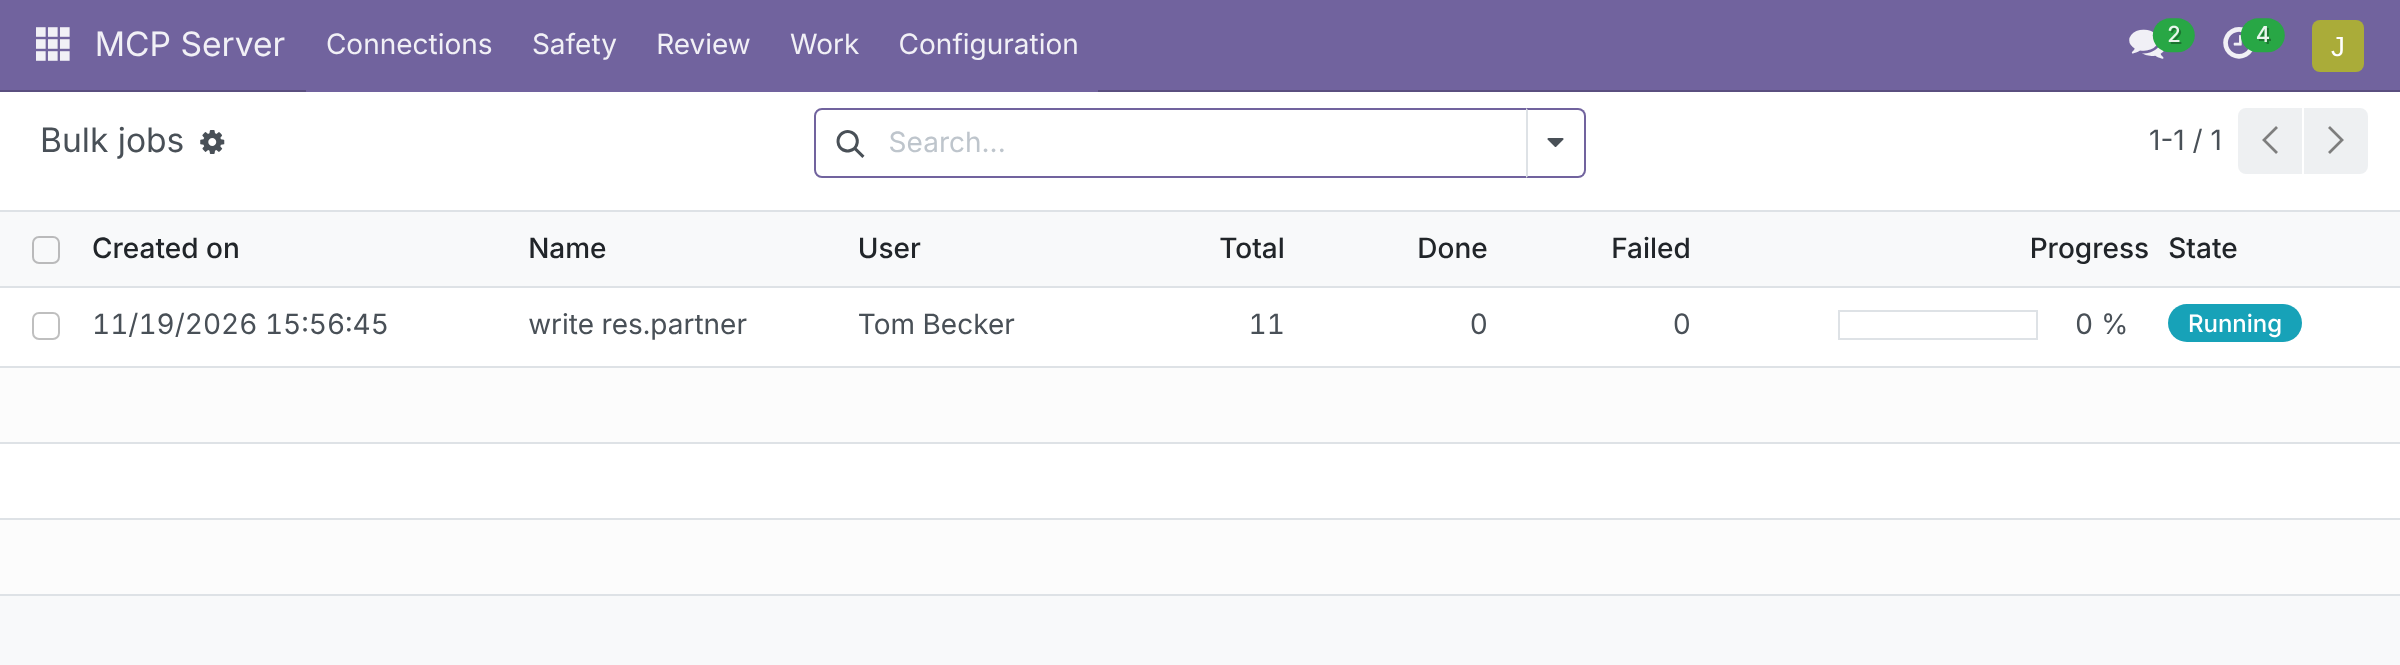 MCP Server Connections Safety Review Work Configuration 2 4 J
Bulk jobs Search... 1-1 / 1
Created on Name User Total Done Failed Progress State
11/19/2026 15:56:45 write res.partner Tom Becker 11 0 0 0 % Running